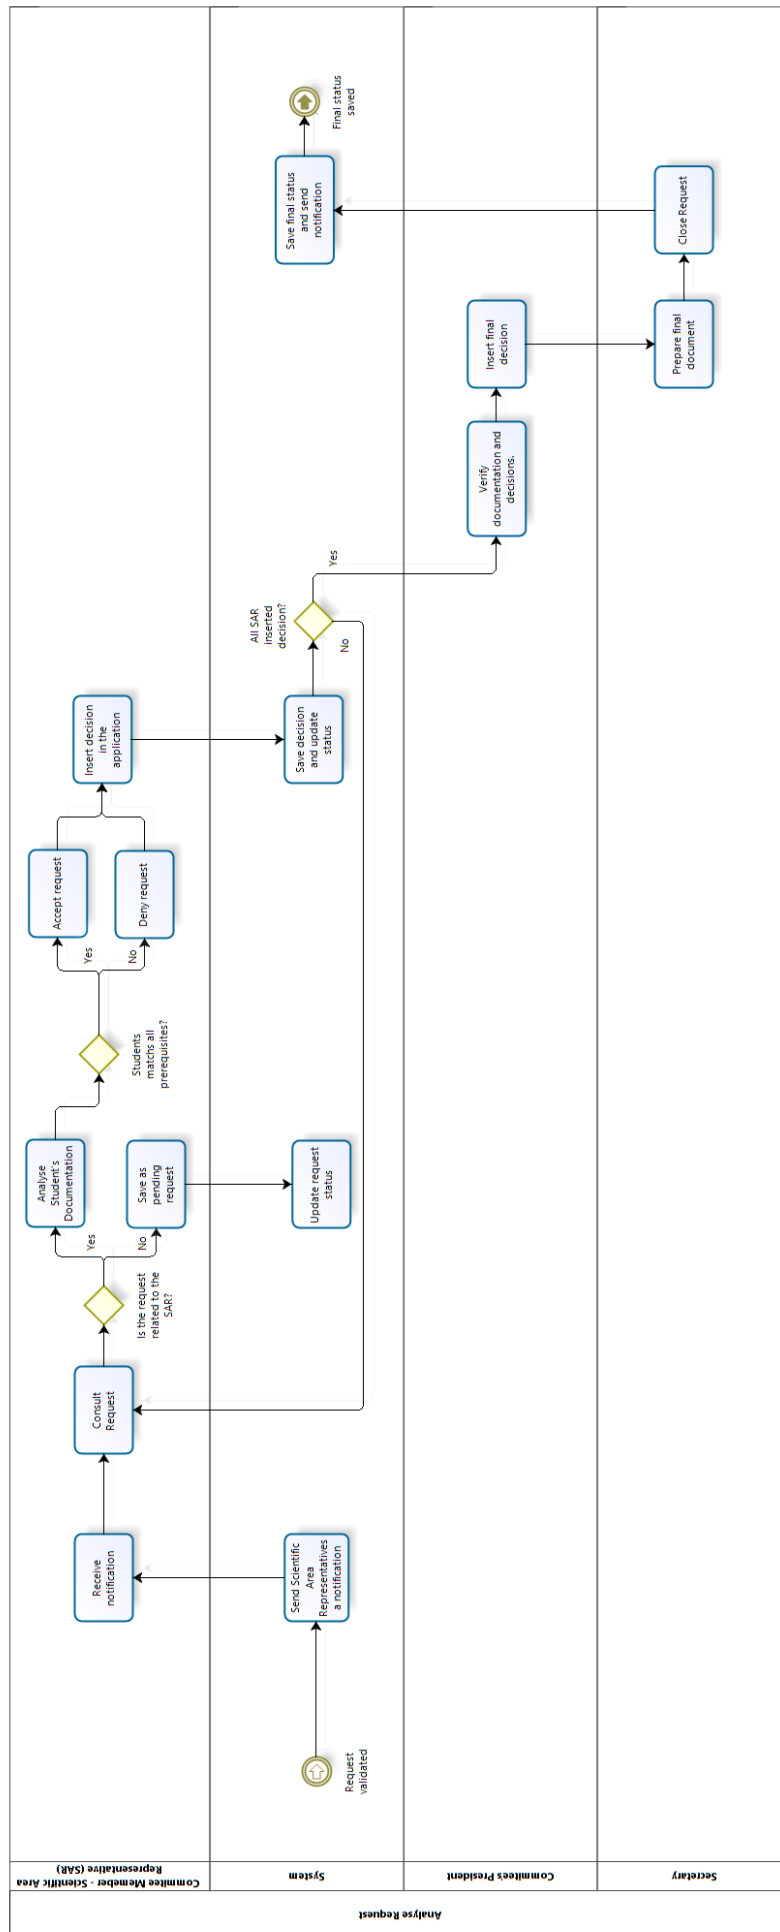 Analyse Request
Commitee Memeber - Scientific Area
Representative (SAR)
System
Commitee's President
Secretary
Request
validated
Send Scientific
Area
Representatives
a notification
Receive
notification
Consult
Request
Is the request
related to the
SAR?
Yes
No
Analyse
Student's
Documentation
Save as
pending
request
Update request
status
Students
matchs all
prerequisites?
Yes
No
Accept request
Deny request
Insert decision
in the
application
Save decision
and update
status
All SAR
inserted
decision?
Yes
No
Verify
documentation and
decisions.
Insert final
decision
Prepare final
document
Close Request
Save final status
and send
notification
Final status
saved